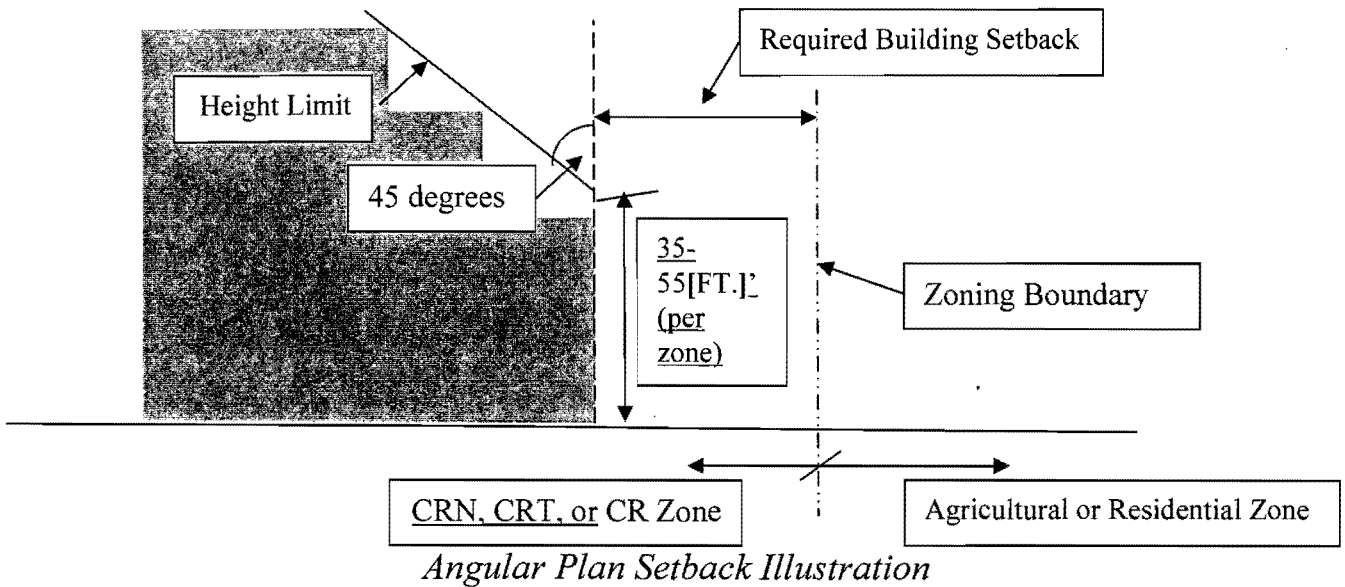 Required Building Setback
Height Limit
45 degrees
35-
55[FT.]'
(per
zone)
Zoning Boundary
CRN, CRT, or CR Zone
Agricultural or Residential Zone
Angular Plan Setback Illustration